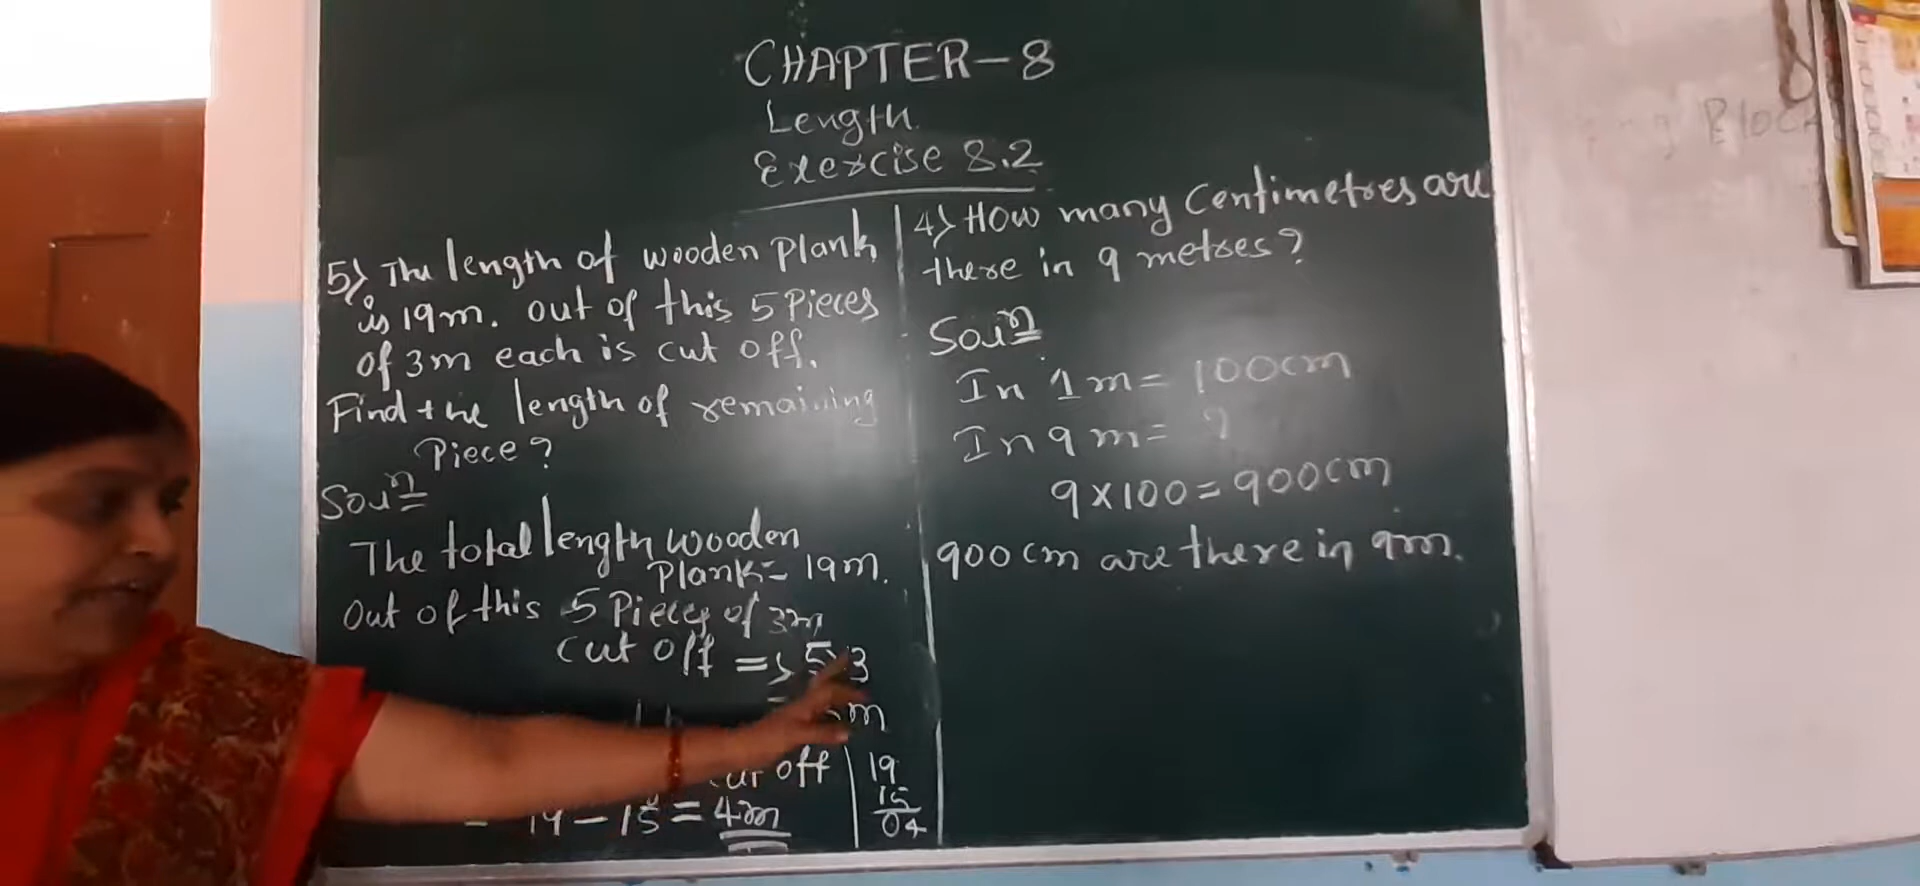 CHAPTER-8
Length
Exercise 8.2
5) The length of wooden plank
is 19m. out of this 5 Pieces
of 3m each is cut off.
Find the length of remaining
Piece?
Soln
The total length wooden
Plank = 19m.
Out of this 5 Pieces of 3m
cut off => 5×3
m
cut off
= 19-15 = 4m
19
15
04
4) How many Centimetres are
there in 9 metres?
Soln
In 1m = 100cm
In 9m = ?
9×100=900cm
900cm are there in 9m.
Block